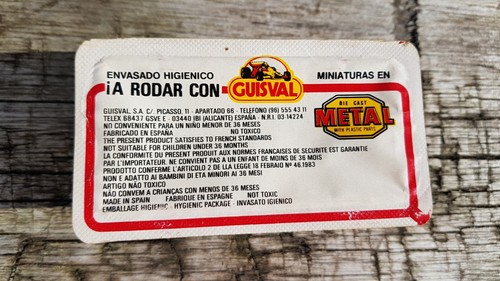 ENVASADO HIGIENICO
¡A RODAR CON
GUISVAL
MINIATURAS EN
DIE CAST
METAL
WITH PLASTIC PARTS
GUISVAL, S.A. C/. PICASSO, 11 - APARTADO 66 - TELEFONO (96) 555 43 11
TELEX 68437 GSVE E - 03440 IBI (ALICANTE) ESPAÑA - N.R.I. 03-14224
NO CONVENIENTE PARA UN NIÑO MENOR DE 36 MESES
FABRICADO EN ESPAÑA NO TOXICO
THE PRESENT PRODUCT SATISFIES TO FRENCH STANDARDS
NOT SUITABLE FOR CHILDREN UNDER 36 MONTHS
LA CONFORMITE DU PRESENT PRODUCT AUX NORMES FRANCAISES DE SECURITE EST GARANTIE
PAR L'IMPORTATEUR. NE CONVIENT PAS A UN ENFANT DE MOINS DE 36 MOIS
PRODOTTO CONFORME L'ARTICOLO 2 DE LLA LEGGE 18 FEBRAIO Nº 46.1983
NON E ADATTO AI BAMBINI DI ETA MINORI AI 36 MESI
ARTIGO NÃO TOXICO
NÃO CONVEM A CRIANÇAS CON MENOS DE 36 MESES
MADE IN SPAIN FABRIQUE EN ESPAGNE NOT TOXIC
EMBALLAGE HIGIENIC - HYGIENIC PACKAGE - INVASATO IGIENICO